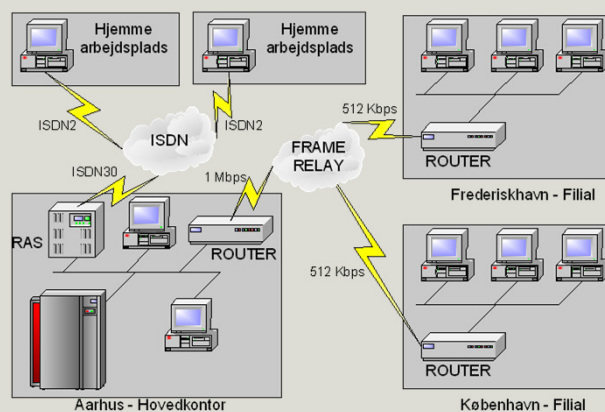 Hjemme
arbejdsplads
Hjemme
arbejdsplads
ISDN2
ISDN2
ISDN
ISDN30
512 Kbps
FRAME
RELAY
1 Mbps
ROUTER
Frederiskhavn - Filial
RAS
ROUTER
512 Kbps
ROUTER
Aarhus - Hovedkontor
København - Filial